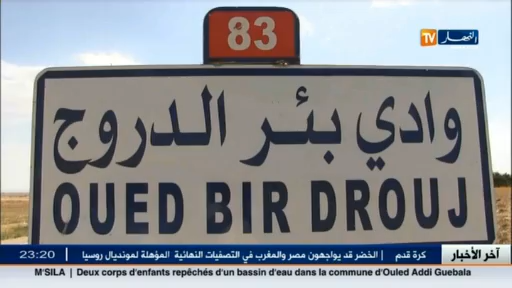 83
النهار TV
وادي بئر الدروج
OUED BIR DROUJ
آخر الأخبار
كرة قدم | الخضر قد يواجهون مصر والمغرب في التصفيات النهائية المؤهلة لمونديال روسيا
23:20
M'SILA | Deux corps d'enfants repêchés d'un bassin d'eau dans la commune d'Ouled Addi Guebala